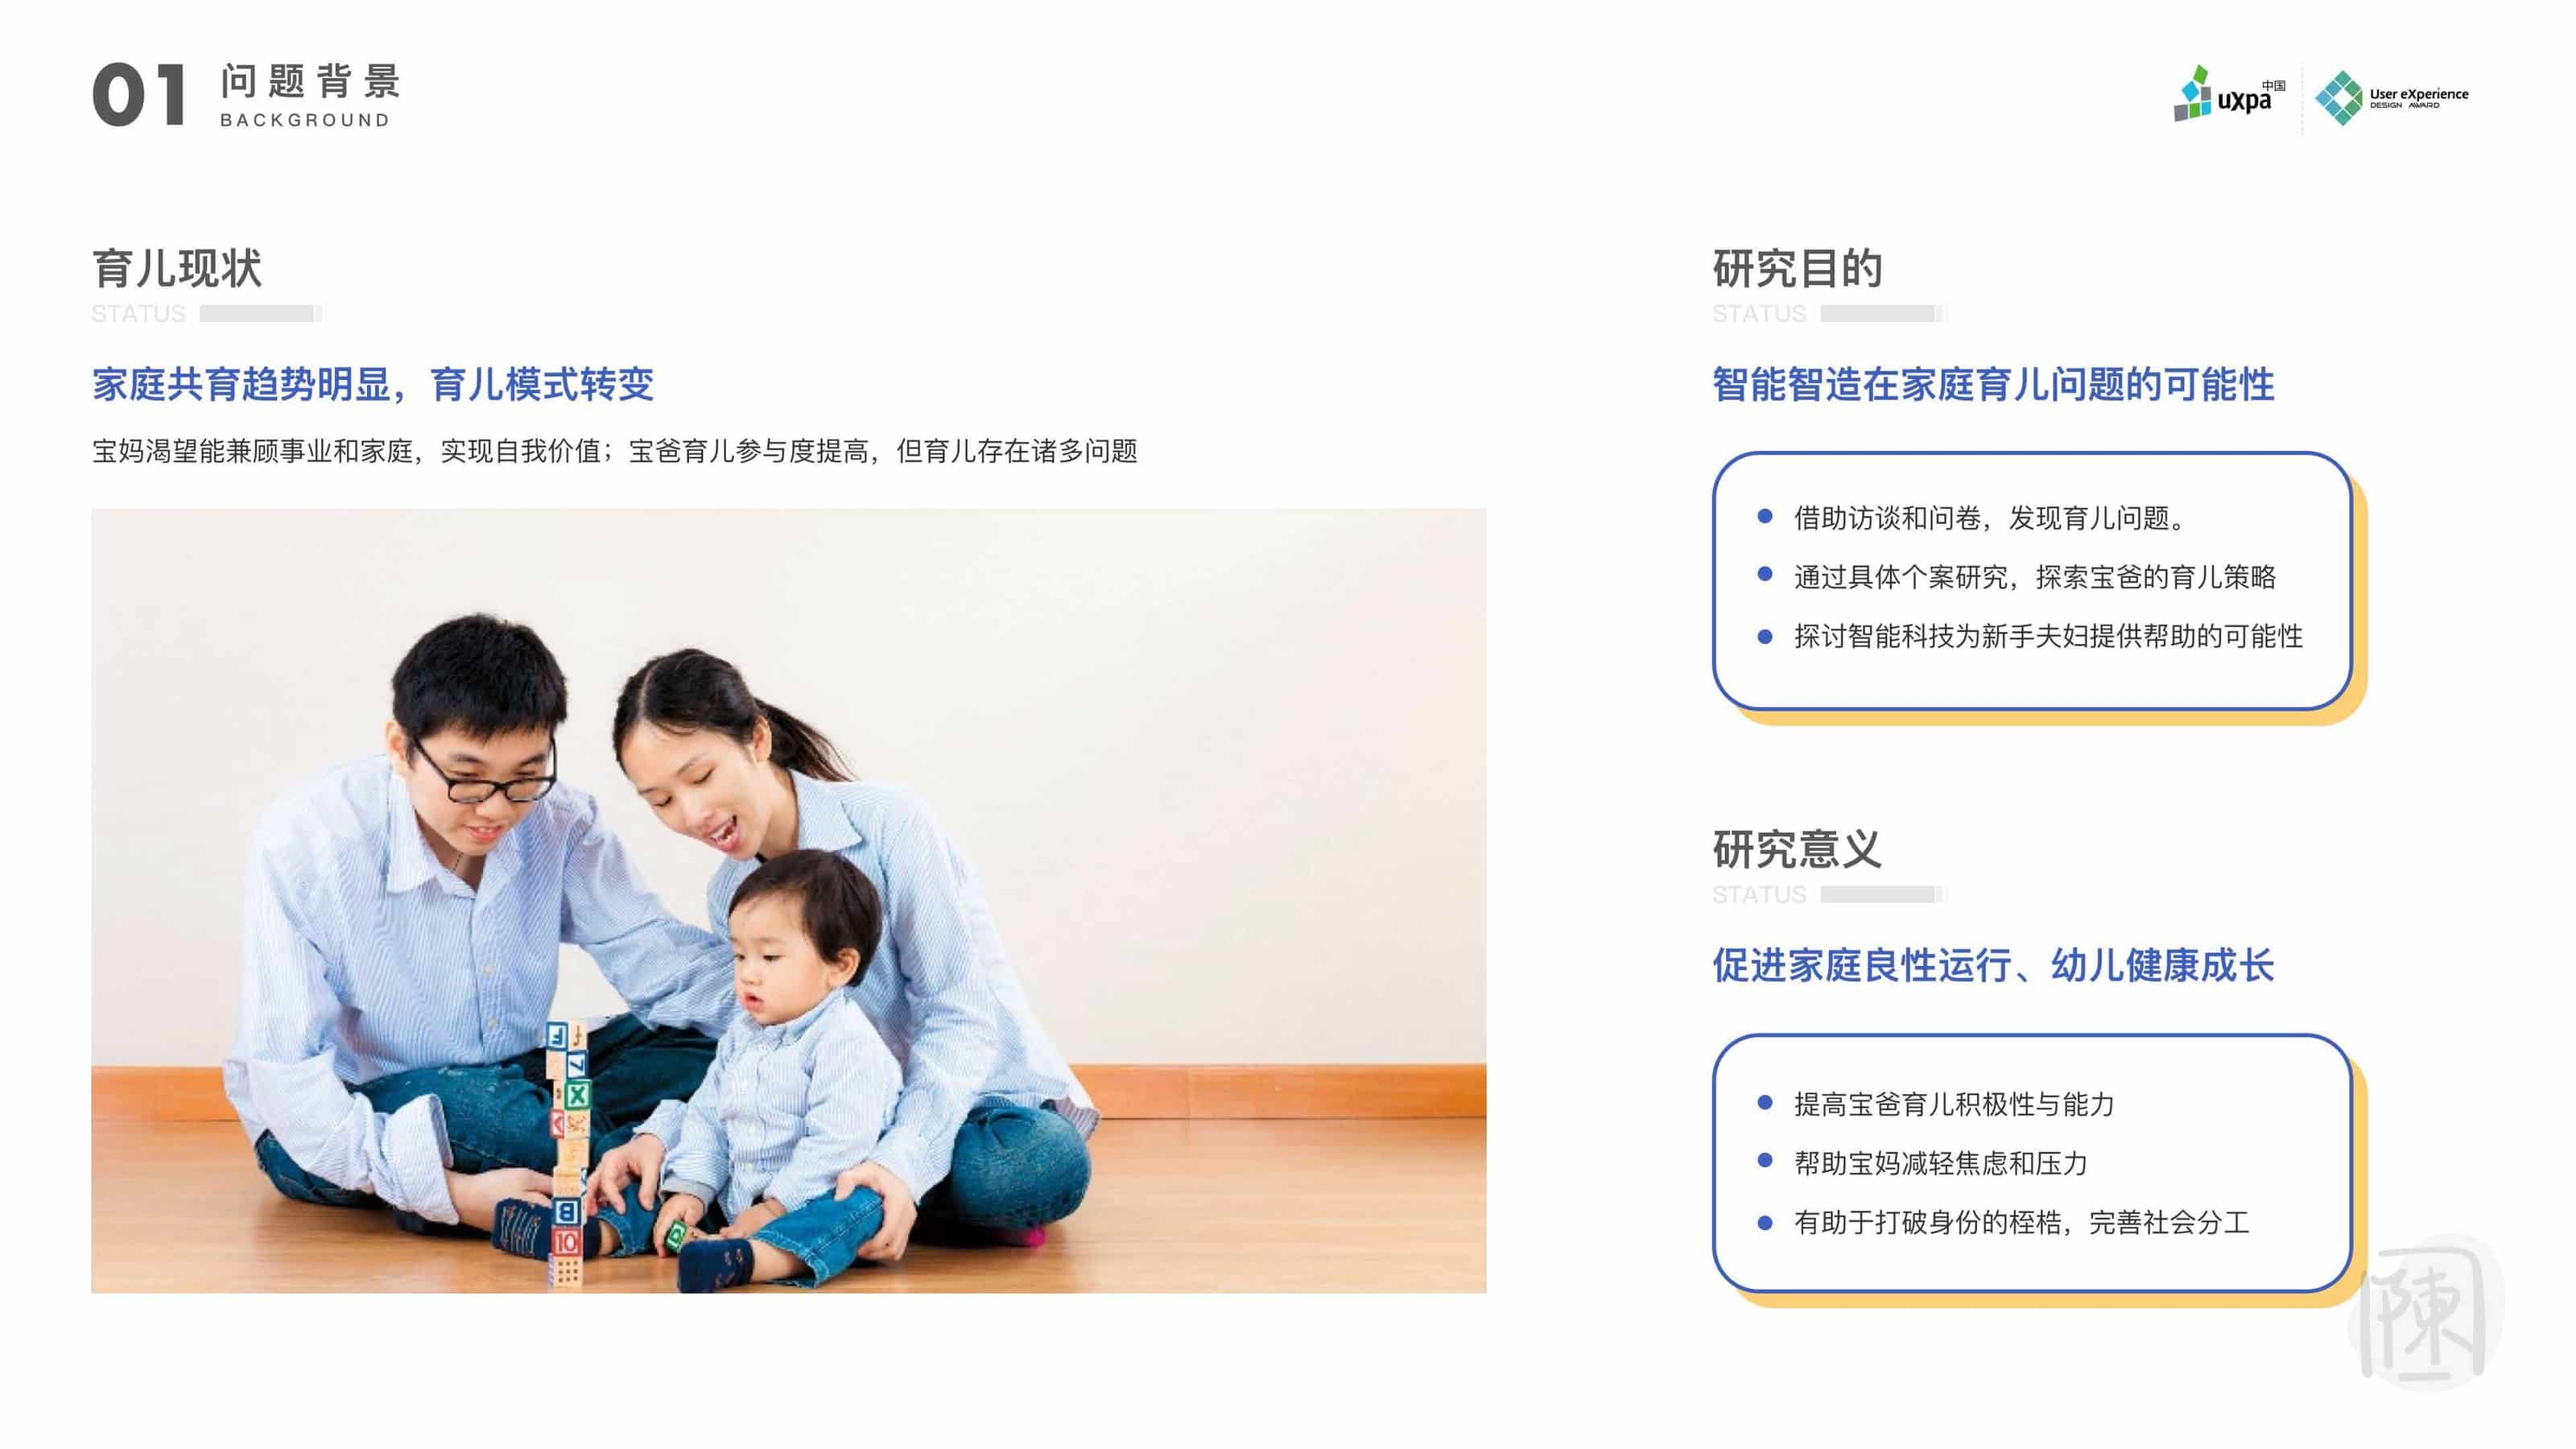 01
问题背景
BACKGROUND
uxpa中国
User eXperience
DESIGN AWARD
育儿现状
STATUS
家庭共育趋势明显，育儿模式转变
宝妈渴望能兼顾事业和家庭，实现自我价值；宝爸育儿参与度提高，但育儿存在诸多问题
F
7
X
B
10
研究目的
STATUS
智能智造在家庭育儿问题的可能性
借助访谈和问卷，发现育儿问题。
通过具体个案研究，探索宝爸的育儿策略
探讨智能科技为新手夫妇提供帮助的可能性
研究意义
STATUS
促进家庭良性运行、幼儿健康成长
提高宝爸育儿积极性与能力
帮助宝妈减轻焦虑和压力
有助于打破身份的桎梏，完善社会分工
陳